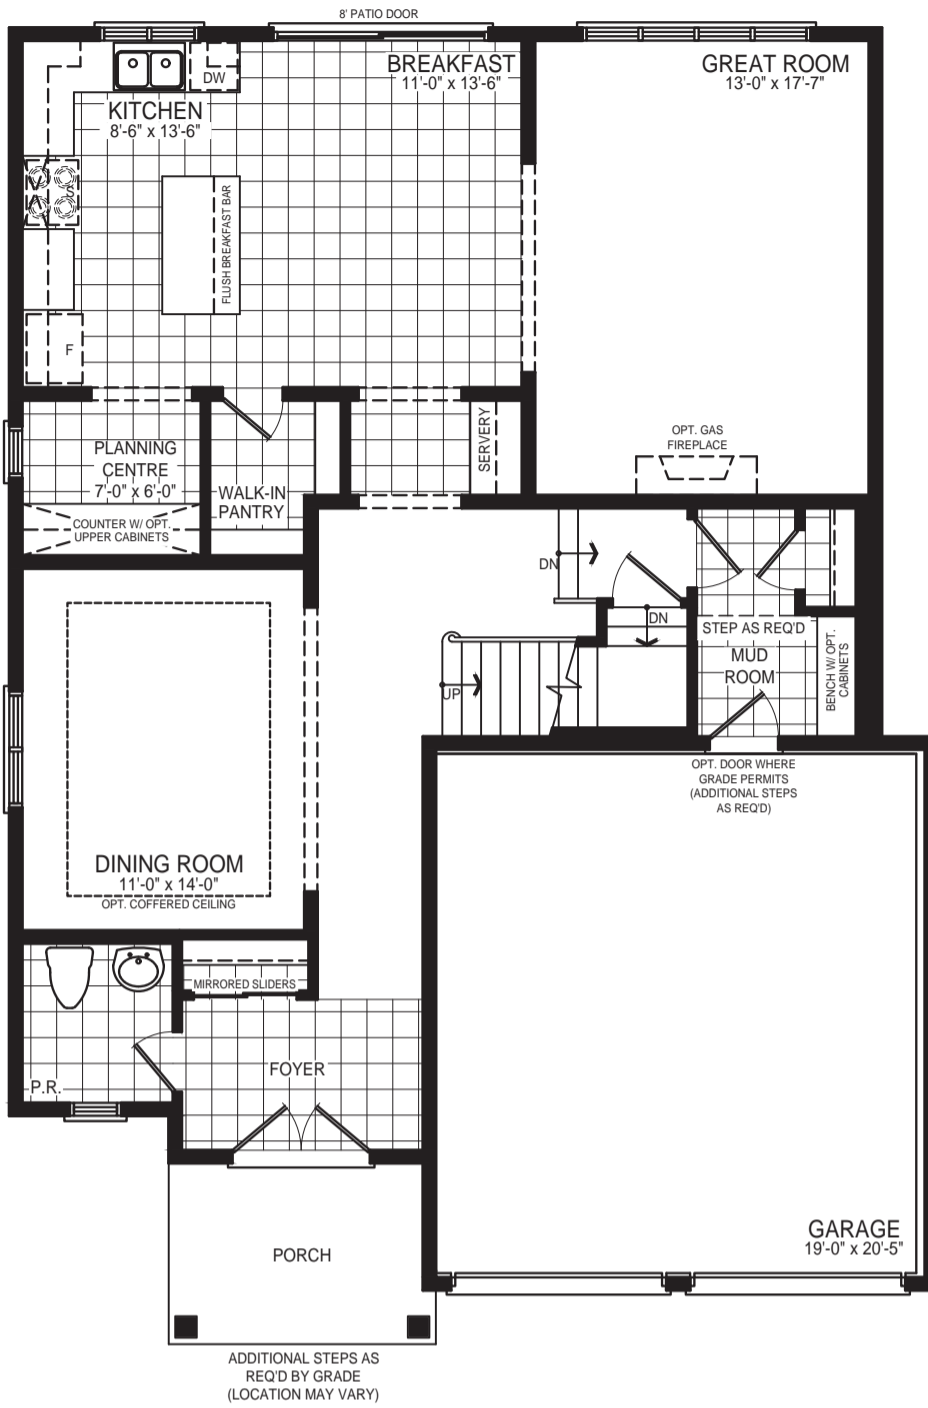 8' PATIO DOOR
BREAKFAST
11'-0" x 13'-6"
GREAT ROOM
13'-0" x 17'-7"
DW
KITCHEN
8'-6" x 13'-6"
S
FLUSH BREAKFAST BAR
F
PLANNING
CENTRE
7'-0" x 6'-0"
COUNTER W/ OPT.
UPPER CABINETS
WALK-IN
PANTRY
SERVERY
OPT. GAS
FIREPLACE
DN
DN
UP
STEP AS REQ'D
MUD
ROOM
BENCH W/ OPT.
CABINETS
OPT. DOOR WHERE
GRADE PERMITS
(ADDITIONAL STEPS
AS REQ'D)
DINING ROOM
11'-0" x 14'-0"
OPT. COFFERED CEILING
MIRRORED SLIDERS
P.R.
FOYER
PORCH
GARAGE
19'-0" x 20'-5"
ADDITIONAL STEPS AS
REQ'D BY GRADE
(LOCATION MAY VARY)